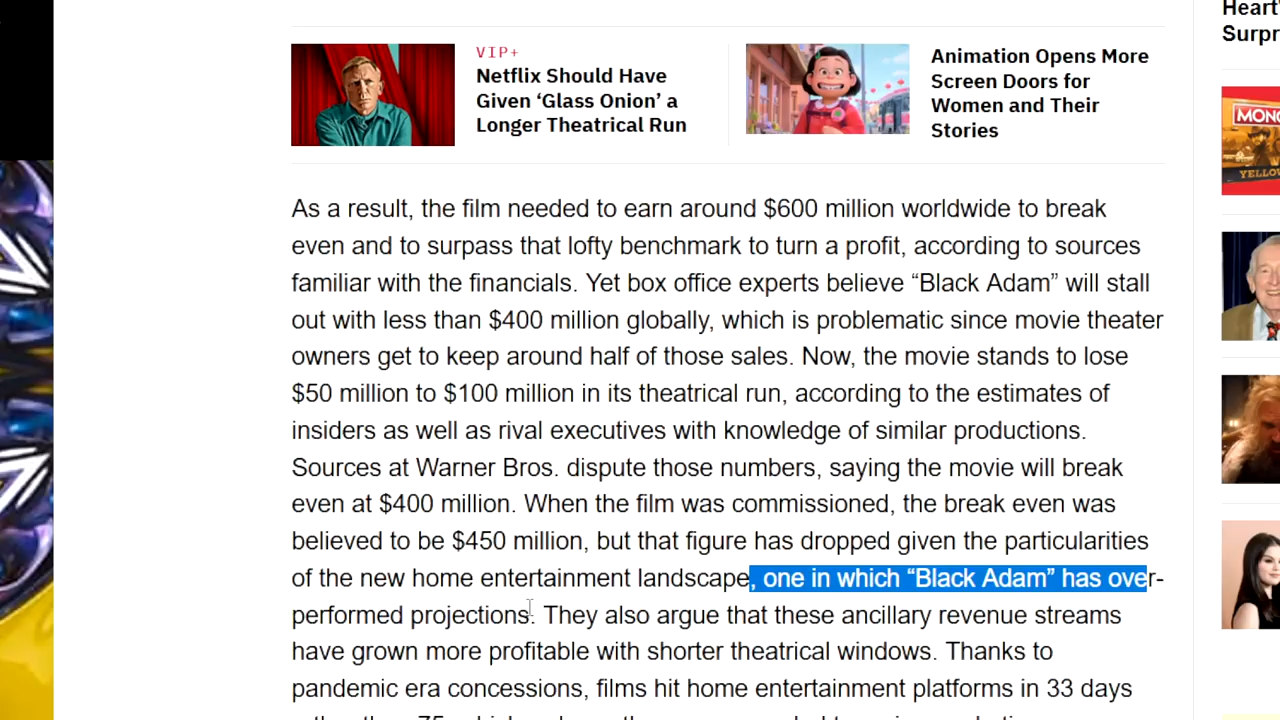 Heart'
Surpr
VIP+
Netflix Should Have
Given ‘Glass Onion’ a
Longer Theatrical Run
Animation Opens More
Screen Doors for
Women and Their
Stories
MONO
YELLOW
As a result, the film needed to earn around $600 million worldwide to break
even and to surpass that lofty benchmark to turn a profit, according to sources
familiar with the financials. Yet box office experts believe “Black Adam” will stall
out with less than $400 million globally, which is problematic since movie theater
owners get to keep around half of those sales. Now, the movie stands to lose
$50 million to $100 million in its theatrical run, according to the estimates of
insiders as well as rival executives with knowledge of similar productions.
Sources at Warner Bros. dispute those numbers, saying the movie will break
even at $400 million. When the film was commissioned, the break even was
believed to be $450 million, but that figure has dropped given the particularities
of the new home entertainment landscape, one in which “Black Adam” has over-
performed projections. They also argue that these ancillary revenue streams
have grown more profitable with shorter theatrical windows. Thanks to
pandemic era concessions, films hit home entertainment platforms in 33 days